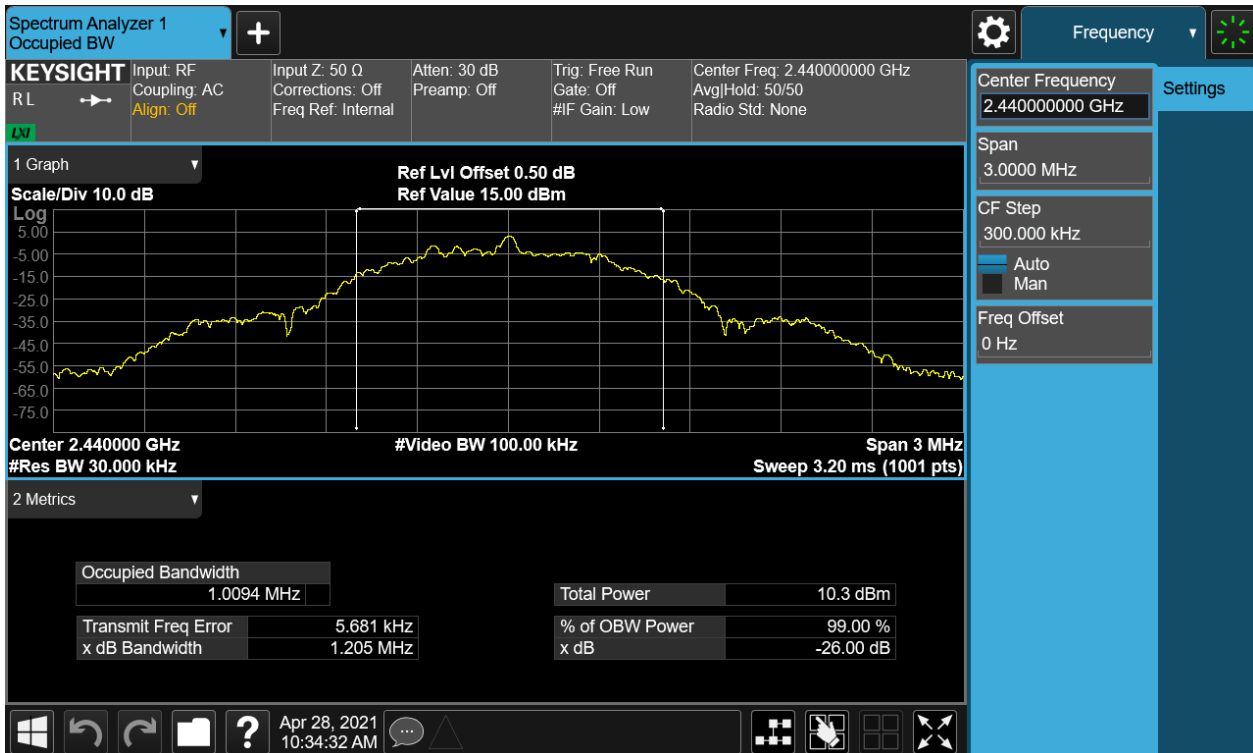 Spectrum Analyzer 1
Occupied BW
+
Frequency
KEYSIGHT
R L
LXI
Input: RF
Coupling: AC
Align: Off
Input Z: 50 Ω
Corrections: Off
Freq Ref: Internal
Atten: 30 dB
Preamp: Off
Trig: Free Run
Gate: Off
#IF Gain: Low
Center Freq: 2.440000000 GHz
Avg|Hold: 50/50
Radio Std: None
Center Frequency
2.440000000 GHz
Settings
Span
3.0000 MHz
CF Step
300.000 kHz
Auto
Man
Freq Offset
0 Hz
1 Graph
Scale/Div 10.0 dB
Ref Lvl Offset 0.50 dB
Ref Value 15.00 dBm
Log
5.00
-5.00
-15.0
-25.0
-35.0
-45.0
-55.0
-65.0
-75.0
Center 2.440000 GHz
#Video BW 100.00 kHz
Span 3 MHz
#Res BW 30.000 kHz
Sweep 3.20 ms (1001 pts)
2 Metrics
Occupied Bandwidth
1.0094 MHz
Total Power 10.3 dBm
Transmit Freq Error 5.681 kHz
% of OBW Power 99.00 %
x dB Bandwidth 1.205 MHz
x dB -26.00 dB
?
Apr 28, 2021
10:34:32 AM